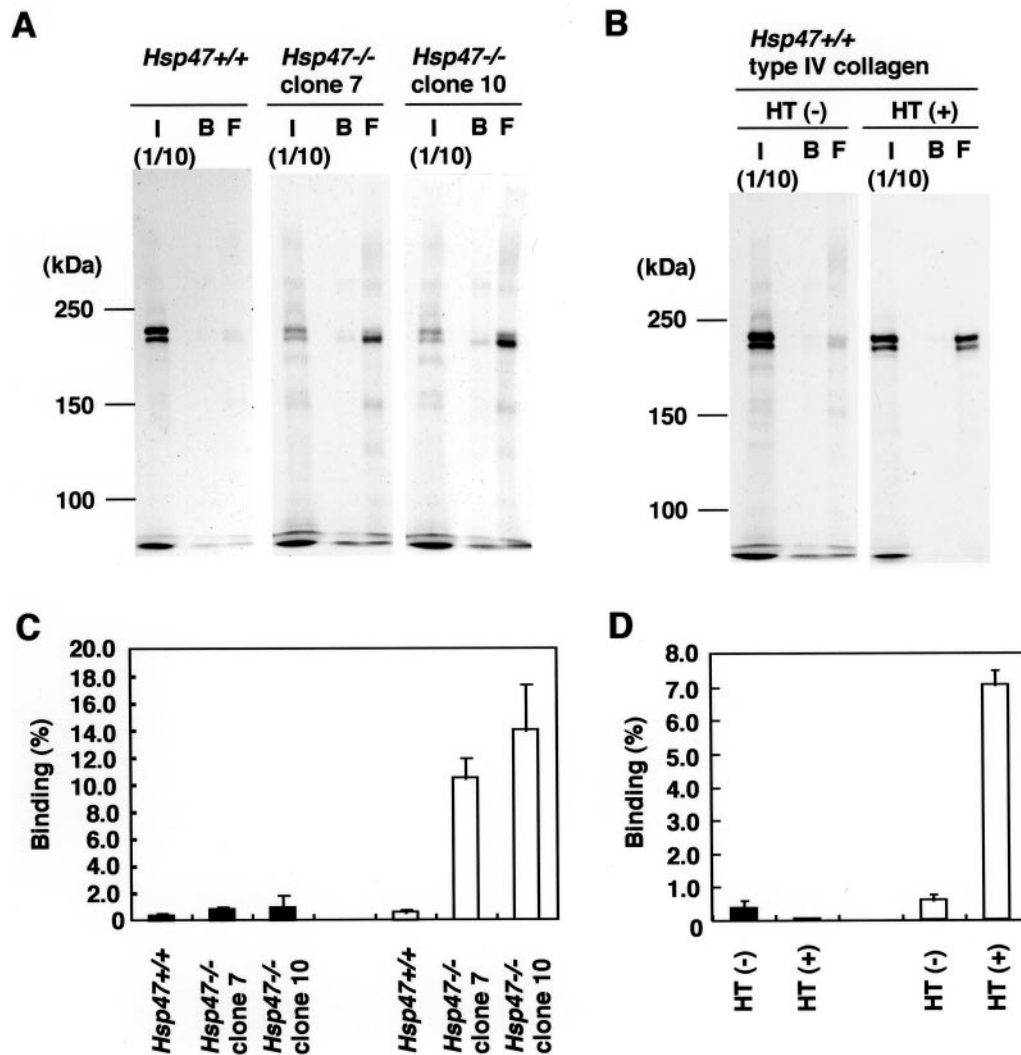 A
Hsp47+/+ Hsp47-/- Hsp47-/-
clone 7 clone 10
I B F I B F I B F
(1/10) (1/10) (1/10)
(kDa)
250
150
100
B
Hsp47+/+
type IV collagen
HT (-) HT (+)
I B F I B F
(1/10) (1/10)
(kDa)
250
150
100
C
Binding (%)
20.0
18.0
16.0
14.0
12.0
10.0
8.0
6.0
4.0
2.0
0
Hsp47+/+
Hsp47-/-
clone 7
Hsp47-/-
clone 10
Hsp47+/+
Hsp47-/-
clone 7
Hsp47-/-
clone 10
D
Binding (%)
8.0
7.0
6.0
5.0
4.0
3.0
2.0
1.0
0
HT (-)
HT (+)
HT (-)
HT (+)